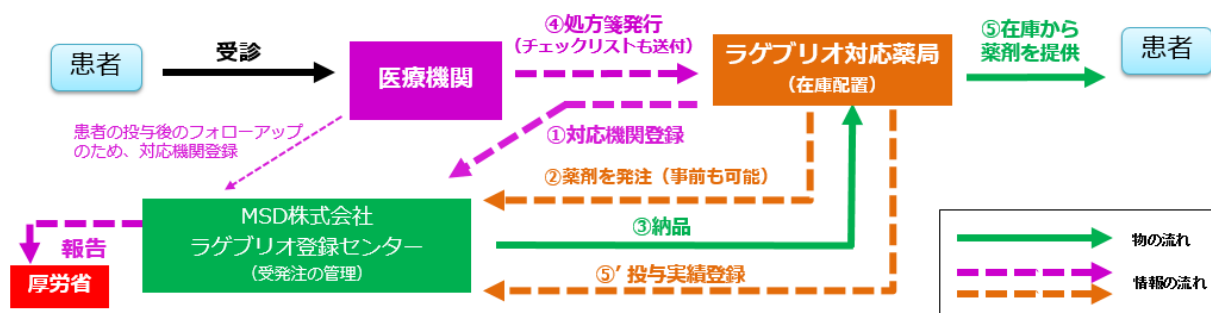 患者
受診
医療機関
④処方箋発行
（チェックリストも送付）
ラゲブリオ対応薬局
（在庫配置）
⑤在庫から
薬剤を提供
患者
患者の投与後のフォローアップ
のため、対応機関登録
①対応機関登録
②薬剤を発注（事前も可能）
MSD株式会社
ラゲブリオ登録センター
（受発注の管理）
③納品
報告
厚労省
⑤’投与実績登録
物の流れ
情報の流れ